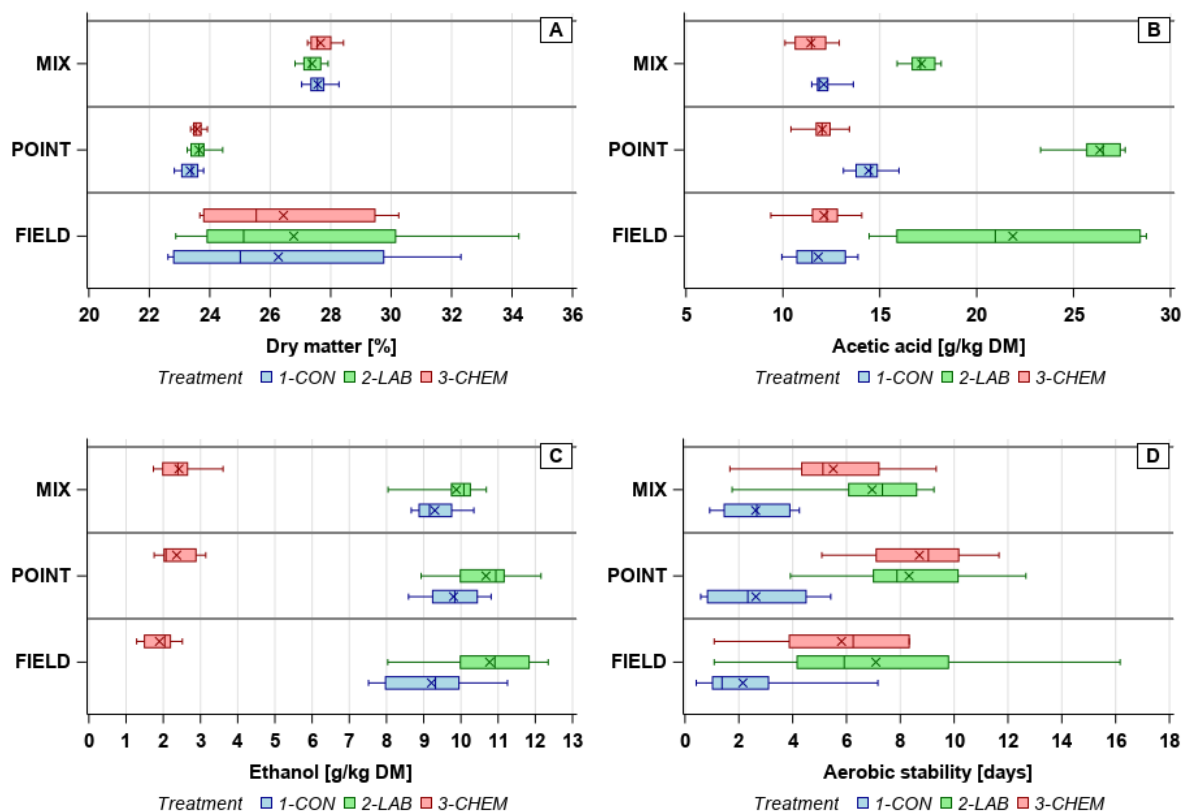 A
MIX
POINT
FIELD
20 22 24 26 28 30 32 34 36
Dry matter [%]
Treatment 1-CON 2-LAB 3-CHEM
B
MIX
POINT
FIELD
5 10 15 20 25 30
Acetic acid [g/kg DM]
Treatment 1-CON 2-LAB 3-CHEM
C
MIX
POINT
FIELD
0 1 2 3 4 5 6 7 8 9 10 11 12 13
Ethanol [g/kg DM]
Treatment 1-CON 2-LAB 3-CHEM
D
MIX
POINT
FIELD
0 2 4 6 8 10 12 14 16 18
Aerobic stability [days]
Treatment 1-CON 2-LAB 3-CHEM